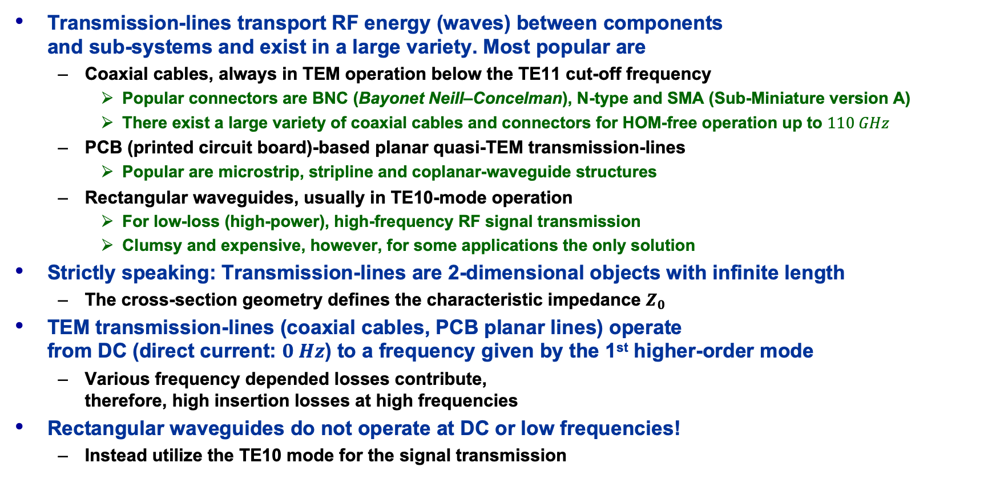 • Transmission-lines transport RF energy (waves) between components
and sub-systems and exist in a large variety. Most popular are
– Coaxial cables, always in TEM operation below the TE11 cut-off frequency
➢ Popular connectors are BNC (Bayonet Neill–Concelman), N-type and SMA (Sub-Miniature version A)
➢ There exist a large variety of coaxial cables and connectors for HOM-free operation up to 110 GHz
– PCB (printed circuit board)-based planar quasi-TEM transmission-lines
➢ Popular are microstrip, stripline and coplanar-waveguide structures
– Rectangular waveguides, usually in TE10-mode operation
➢ For low-loss (high-power), high-frequency RF signal transmission
➢ Clumsy and expensive, however, for some applications the only solution
• Strictly speaking: Transmission-lines are 2-dimensional objects with infinite length
– The cross-section geometry defines the characteristic impedance Z₀
• TEM transmission-lines (coaxial cables, PCB planar lines) operate
from DC (direct current: 0 Hz) to a frequency given by the 1st higher-order mode
– Various frequency depended losses contribute,
therefore, high insertion losses at high frequencies
• Rectangular waveguides do not operate at DC or low frequencies!
– Instead utilize the TE10 mode for the signal transmission